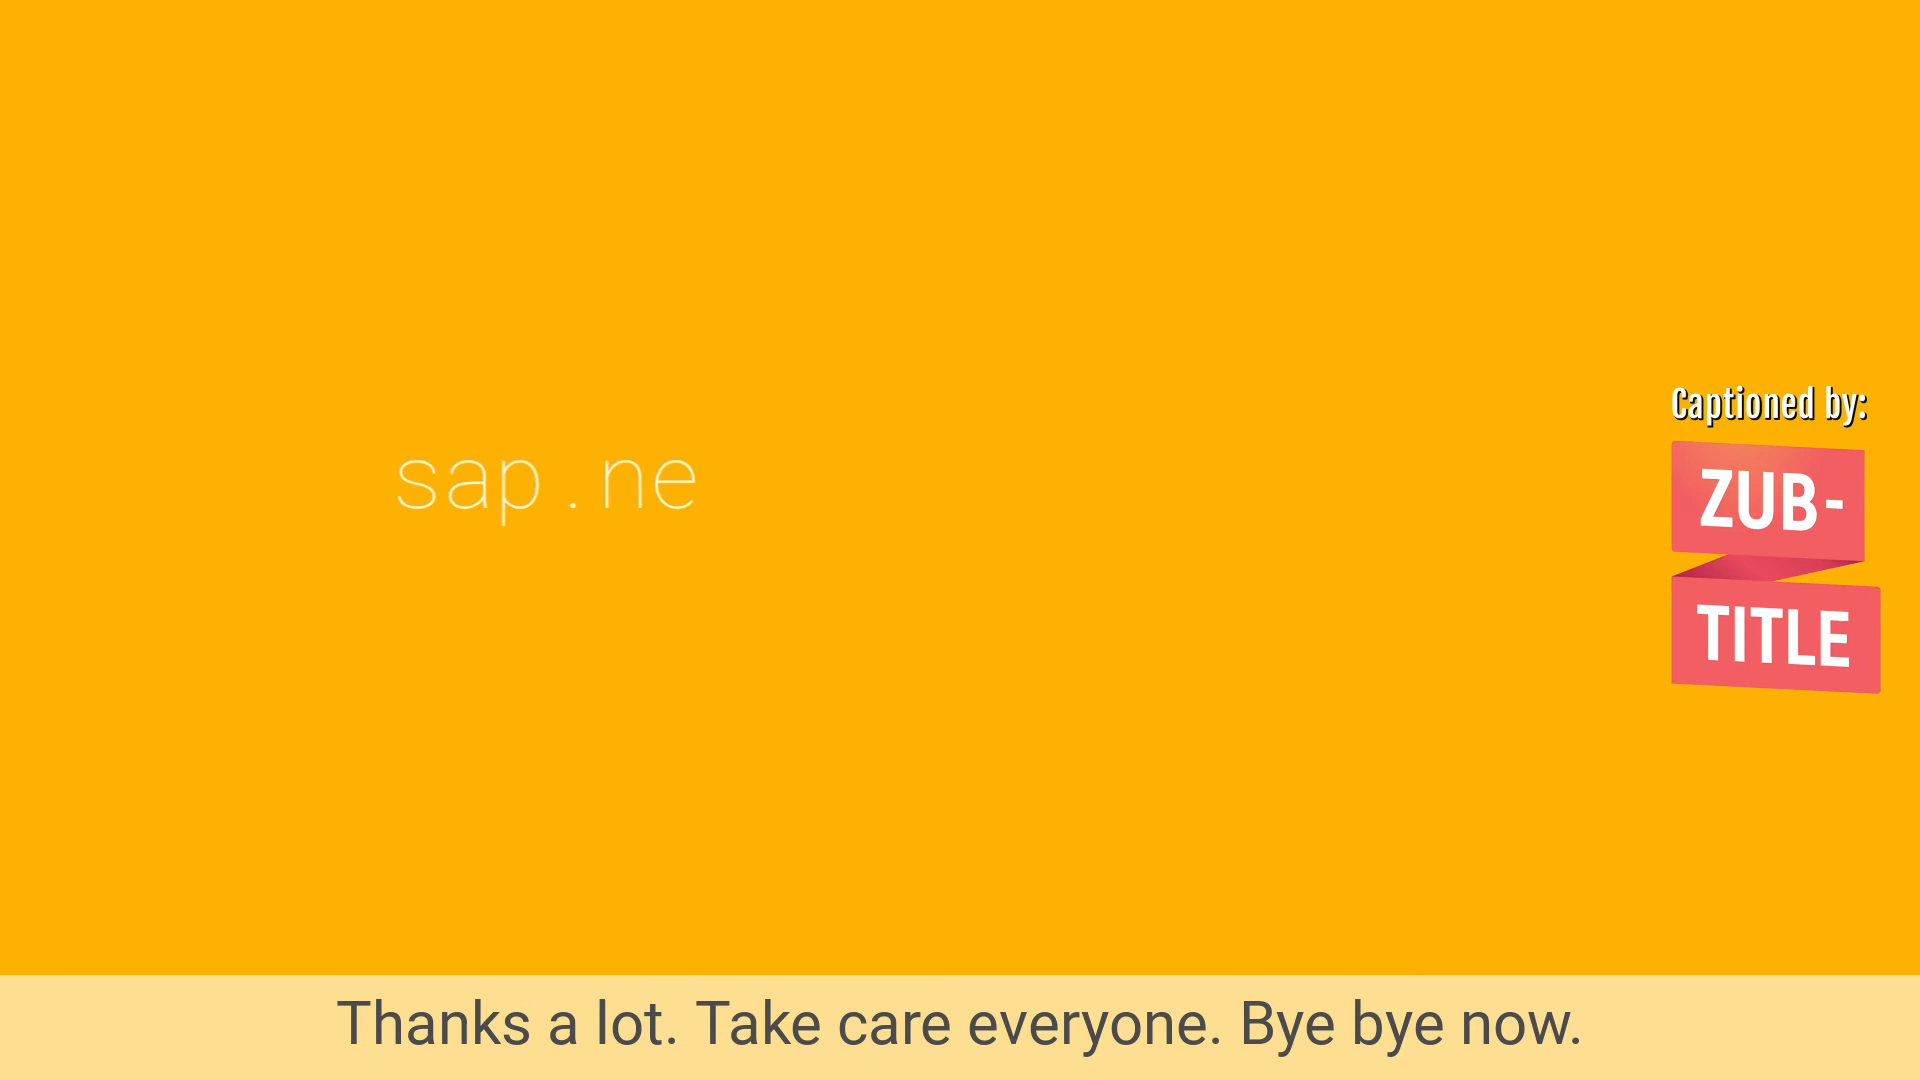 sap . ne
Captioned by:
ZUB-
TITLE
Thanks a lot. Take care everyone. Bye bye now.